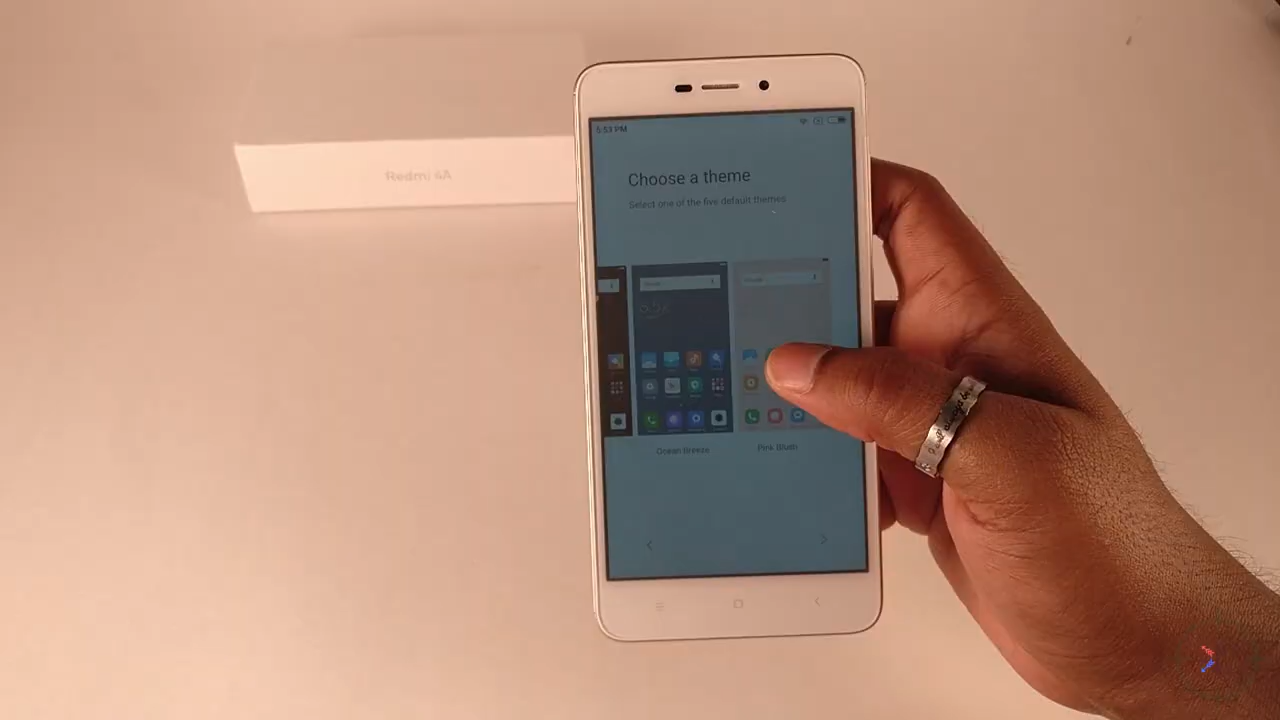 Redmi 4A
5:53 PM
Choose a theme
Select one of the five default themes
Ocean Breeze
Pink Blush